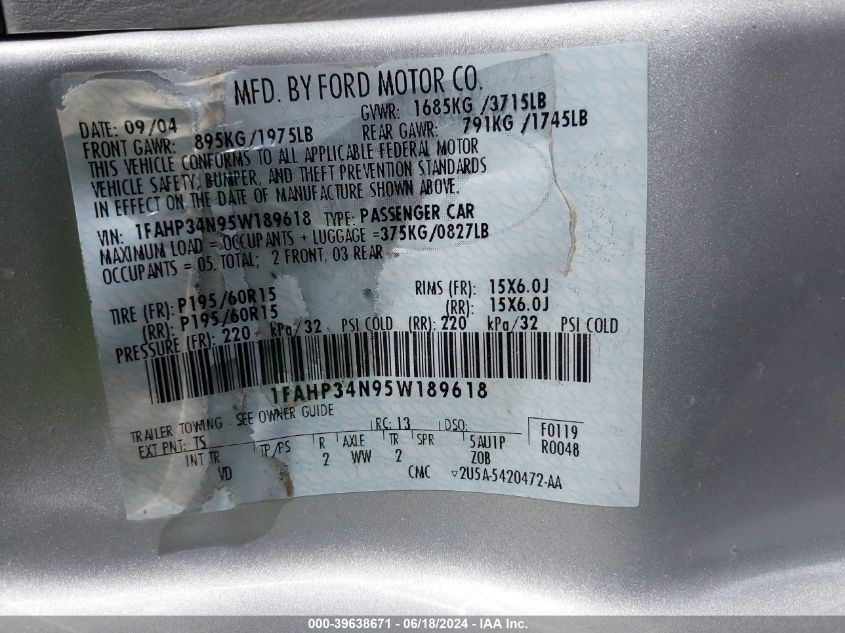 MFD. BY FORD MOTOR CO.
DATE: 09/04 GVWR: 1685KG /3715LB
FRONT GAWR: 895KG/1975LB REAR GAWR: 791KG /1745LB
THIS VEHICLE CONFORMS TO ALL APPLICABLE FEDERAL MOTOR
VEHICLE SAFETY, BUMPER, AND THEFT PREVENTION STANDARDS
IN EFFECT ON THE DATE OF MANUFACTURE SHOWN ABOVE.
VIN: 1FAHP34N95W189618 TYPE: PASSENGER CAR
MAXIMUM LOAD = OCCUPANTS + LUGGAGE =375KG/0827LB
OCCUPANTS = 05. TOTAL; 2 FRONT, 03 REAR
TIRE (FR): P195/60R15 RIMS (FR): 15X6.0J
(RR): P195/60R15 (RR): 15X6.0J
PRESSURE (FR): 220 kPa/32 PSI COLD (RR): 220 kPa/32 PSI COLD
1FAHP34N95W189618
TRAILER TOWING - SEE OWNER GUIDE RC: 13 DSO: F0119
EXT PNT: TS TP/PS R AXLE TR SPR 5AU1P R0048
INT TR 2 WW 2 ZOB
VD CMC ▽2U5A-5420472-AA
000-39638671 - 06/18/2024 - IAA Inc.